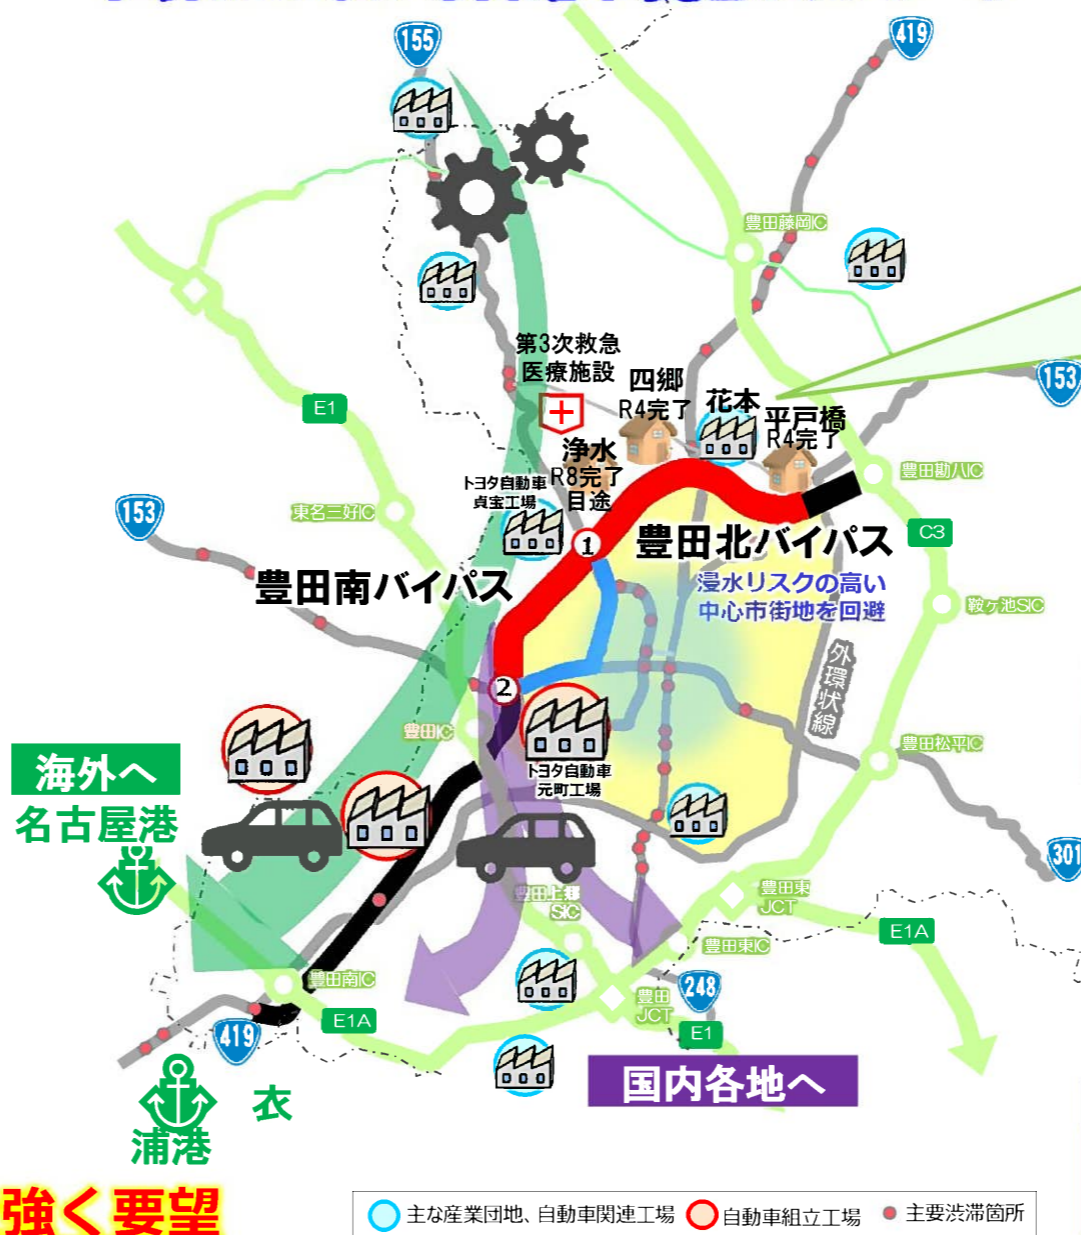 155
419
豊田藤岡IC
第3次救急
医療施設
四郷
R4完了
花本
平戸橋
R4完了
153
E1
浄水
R8完了
目途
トヨタ自動車
貞宝工場
豊田勘八IC
153
東名三好IC
①
豊田北バイパス
C3
豊田南バイパス
浸水リスクの高い
中心市街地を回避
鞍ヶ池SIC
外環状線
②
豊田IC
トヨタ自動車
元町工場
豊田松平IC
海外へ
名古屋港
301
豊田上郷
SIC
豊田東
JCT
豊田東IC
E1A
豊田南IC
E1A
豊田
JCT
248
E1
419
国内各地へ
衣
浦港
強く要望
主な産業団地、自動車関連工場 自動車組立工場 主要渋滞箇所